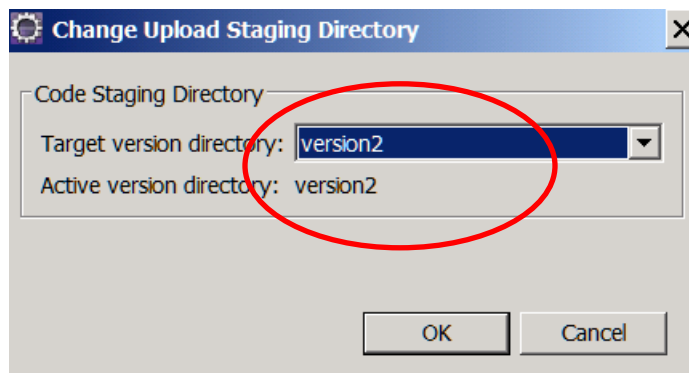 Change Upload Staging Directory
Code Staging Directory
Target version directory: version2
Active version directory: version2
OK Cancel